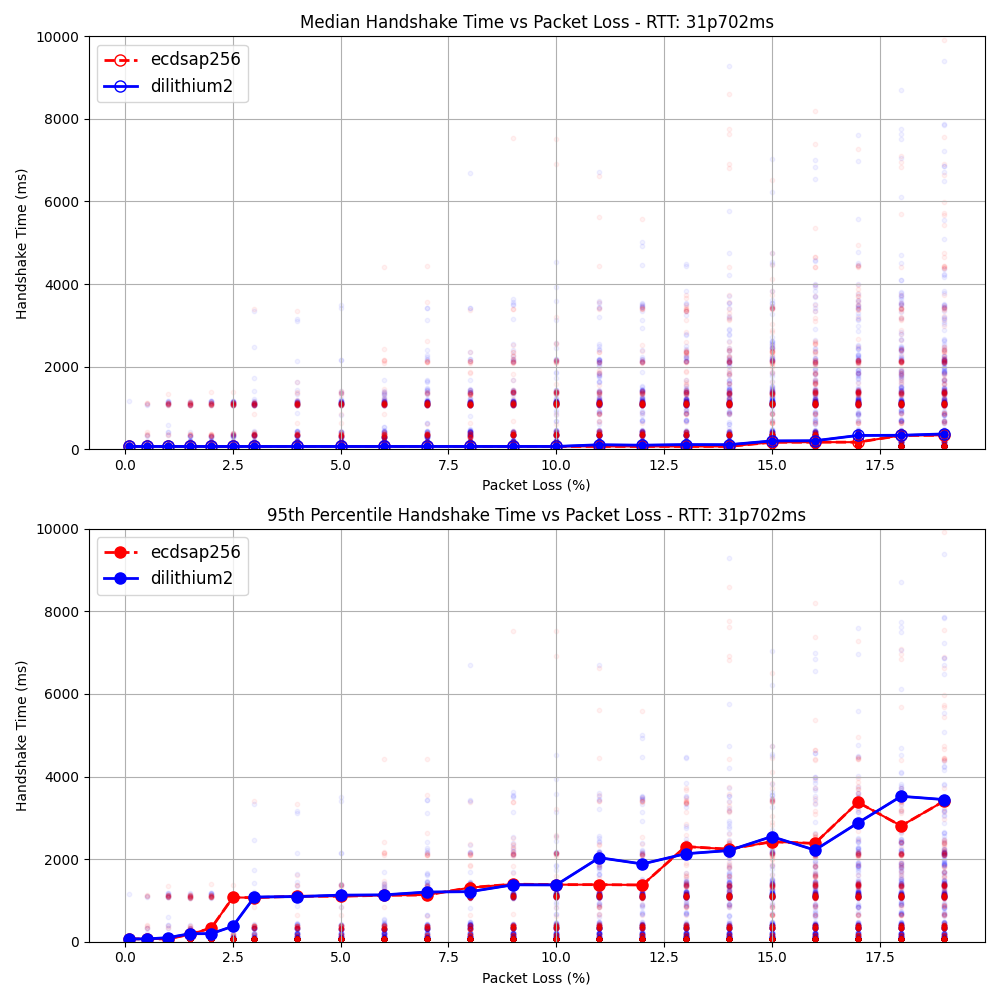 Median Handshake Time vs Packet Loss - RTT: 31p702ms
10000
8000
6000
4000
2000
0
Handshake Time (ms)
ecdsap256
dilithium2
0.0 2.5 5.0 7.5 10.0 12.5 15.0 17.5
Packet Loss (%)
95th Percentile Handshake Time vs Packet Loss - RTT: 31p702ms
10000
8000
6000
4000
2000
0
Handshake Time (ms)
ecdsap256
dilithium2
0.0 2.5 5.0 7.5 10.0 12.5 15.0 17.5
Packet Loss (%)